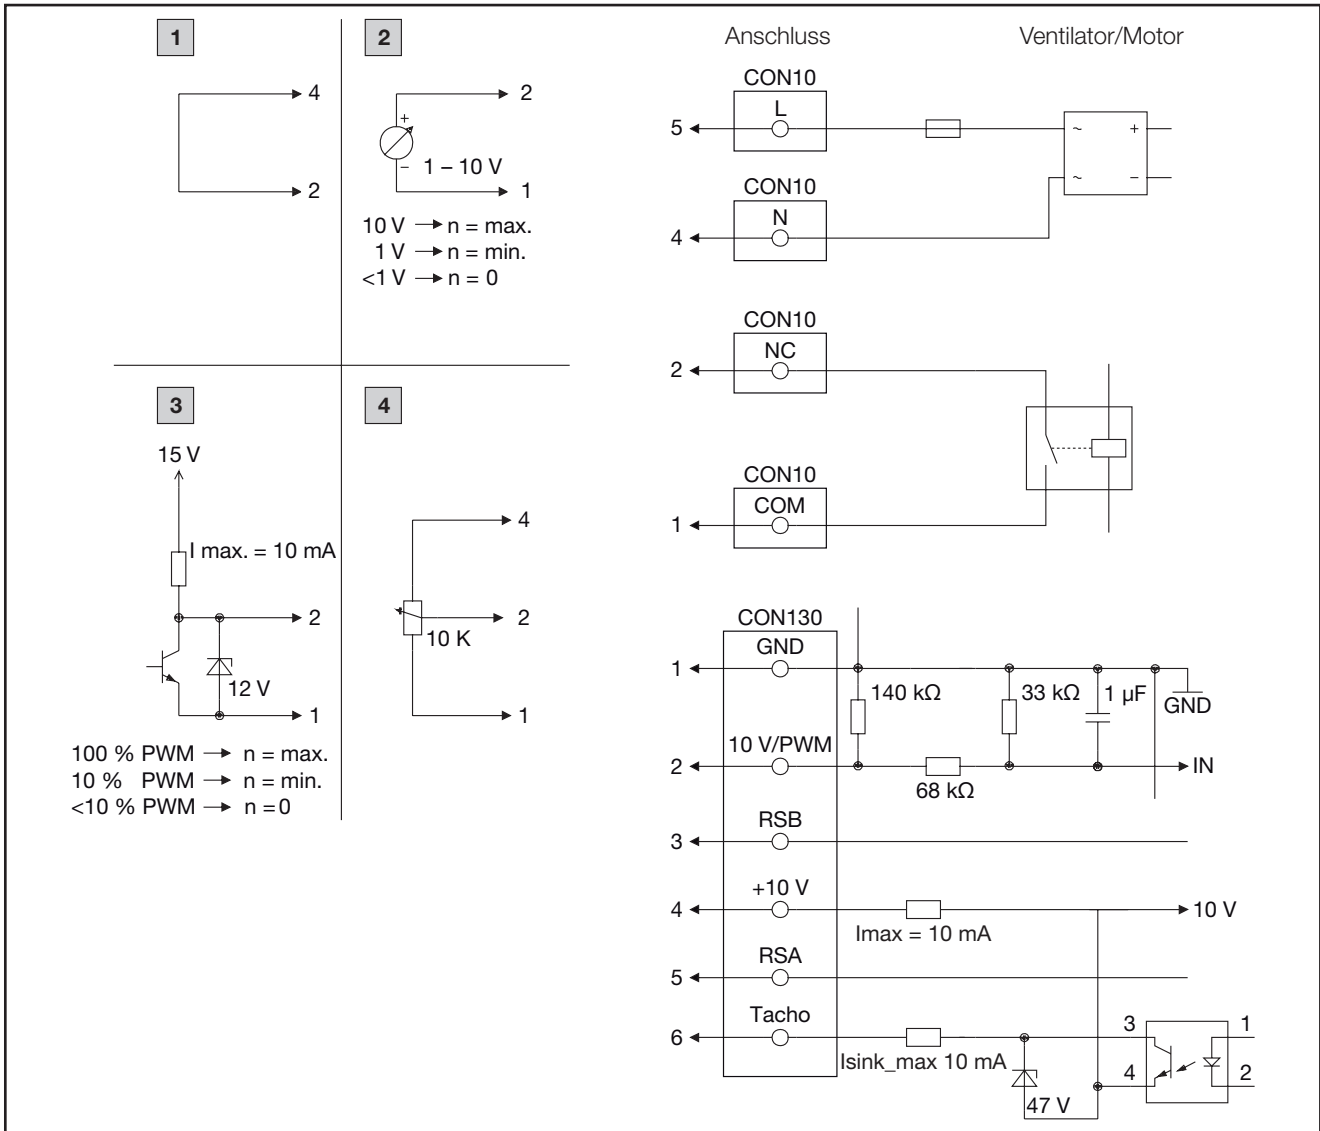 1
4
2
2
+
−
1 – 10 V
2
1
10 V → n = max.
1 V → n = min.
<1 V → n = 0
3
15 V
I max. = 10 mA
2
12 V
1
100 % PWM → n = max.
10 % PWM → n = min.
<10 % PWM → n = 0
4
4
2
10 K
1
Anschluss
Ventilator/Motor
CON10
L
5
~ +
~ −
CON10
N
4
CON10
NC
2
CON10
COM
1
CON130
GND
1
140 kΩ
33 kΩ
1 µF
GND
10 V/PWM
2
IN
68 kΩ
RSB
3
+10 V
4
10 V
Imax = 10 mA
RSA
5
Tacho
6
Isink_max 10 mA
47 V
3
1
4
2